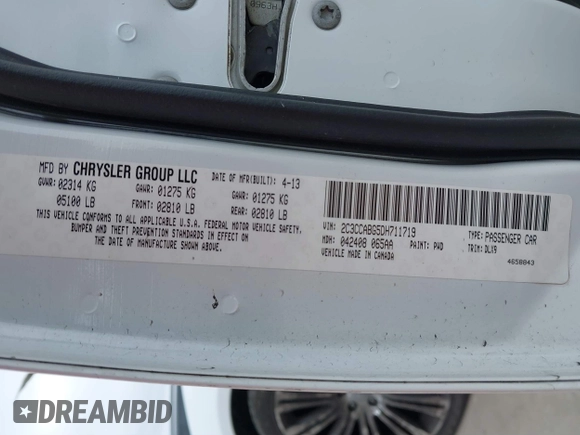 0963H
MFD BY CHRYSLER GROUP LLC DATE OF MFR(BUILT): 4-13
GVWR: 02314 KG GAWR: 01275 KG GAWR: 01275 KG
05100 LB FRONT: 02810 LB REAR: 02810 LB
THIS VEHICLE CONFORMS TO ALL APPLICABLE U.S.A. FEDERAL MOTOR VEHICLE SAFETY,
BUMPER AND THEFT PREVENTION STANDARDS IN EFFECT ON
THE DATE OF MANUFACTURE SHOWN ABOVE.
VIN: 2C3CCABG5DH711719 TYPE: PASSENGER CAR
MDH: 042408 065AA PAINT: PWD TRIM: DLX9
VEHICLE MADE IN CANADA 4658843
DREAMBID